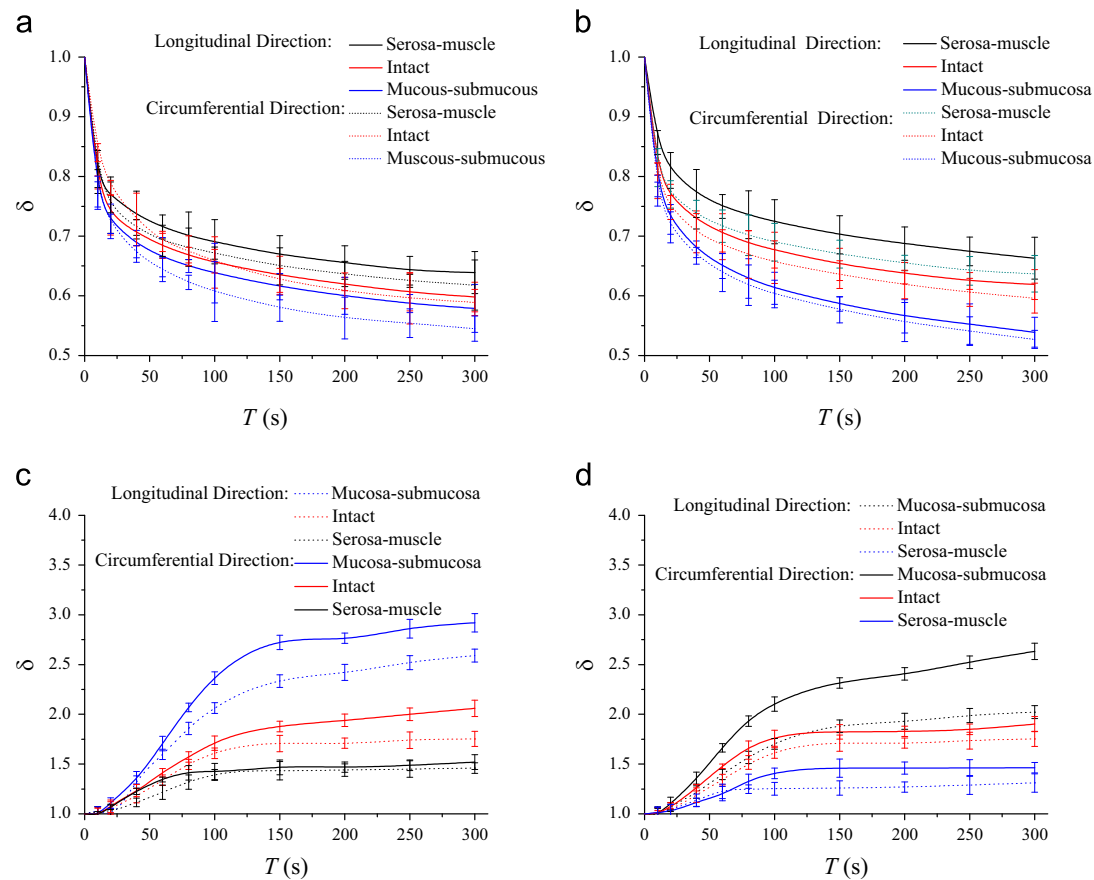 a
Longitudinal Direction: Serosa-muscle
Intact
Mucous-submucous
Circumferential Direction: Serosa-muscle
Intact
Muscous-submucous
1.0
0.9
0.8
0.7
0.6
0.5
δ
0 50 100 150 200 250 300
T (s)
b
Longitudinal Direction: Serosa-muscle
Intact
Mucous-submucosa
Circumferential Direction: Serosa-muscle
Intact
Mucous-submucosa
1.0
0.9
0.8
0.7
0.6
0.5
δ
0 50 100 150 200 250 300
T (s)
c
Longitudinal Direction: Mucosa-submucosa
Intact
Serosa-muscle
Circumferential Direction: Mucosa-submucosa
Intact
Serosa-muscle
4.0
3.5
3.0
2.5
2.0
1.5
1.0
δ
0 50 100 150 200 250 300
T (s)
d
Longitudinal Direction: Mucosa-submucosa
Intact
Serosa-muscle
Circumferential Direction: Mucosa-submucosa
Intact
Serosa-muscle
4.0
3.5
3.0
2.5
2.0
1.5
1.0
δ
0 50 100 150 200 250 300
T (s)